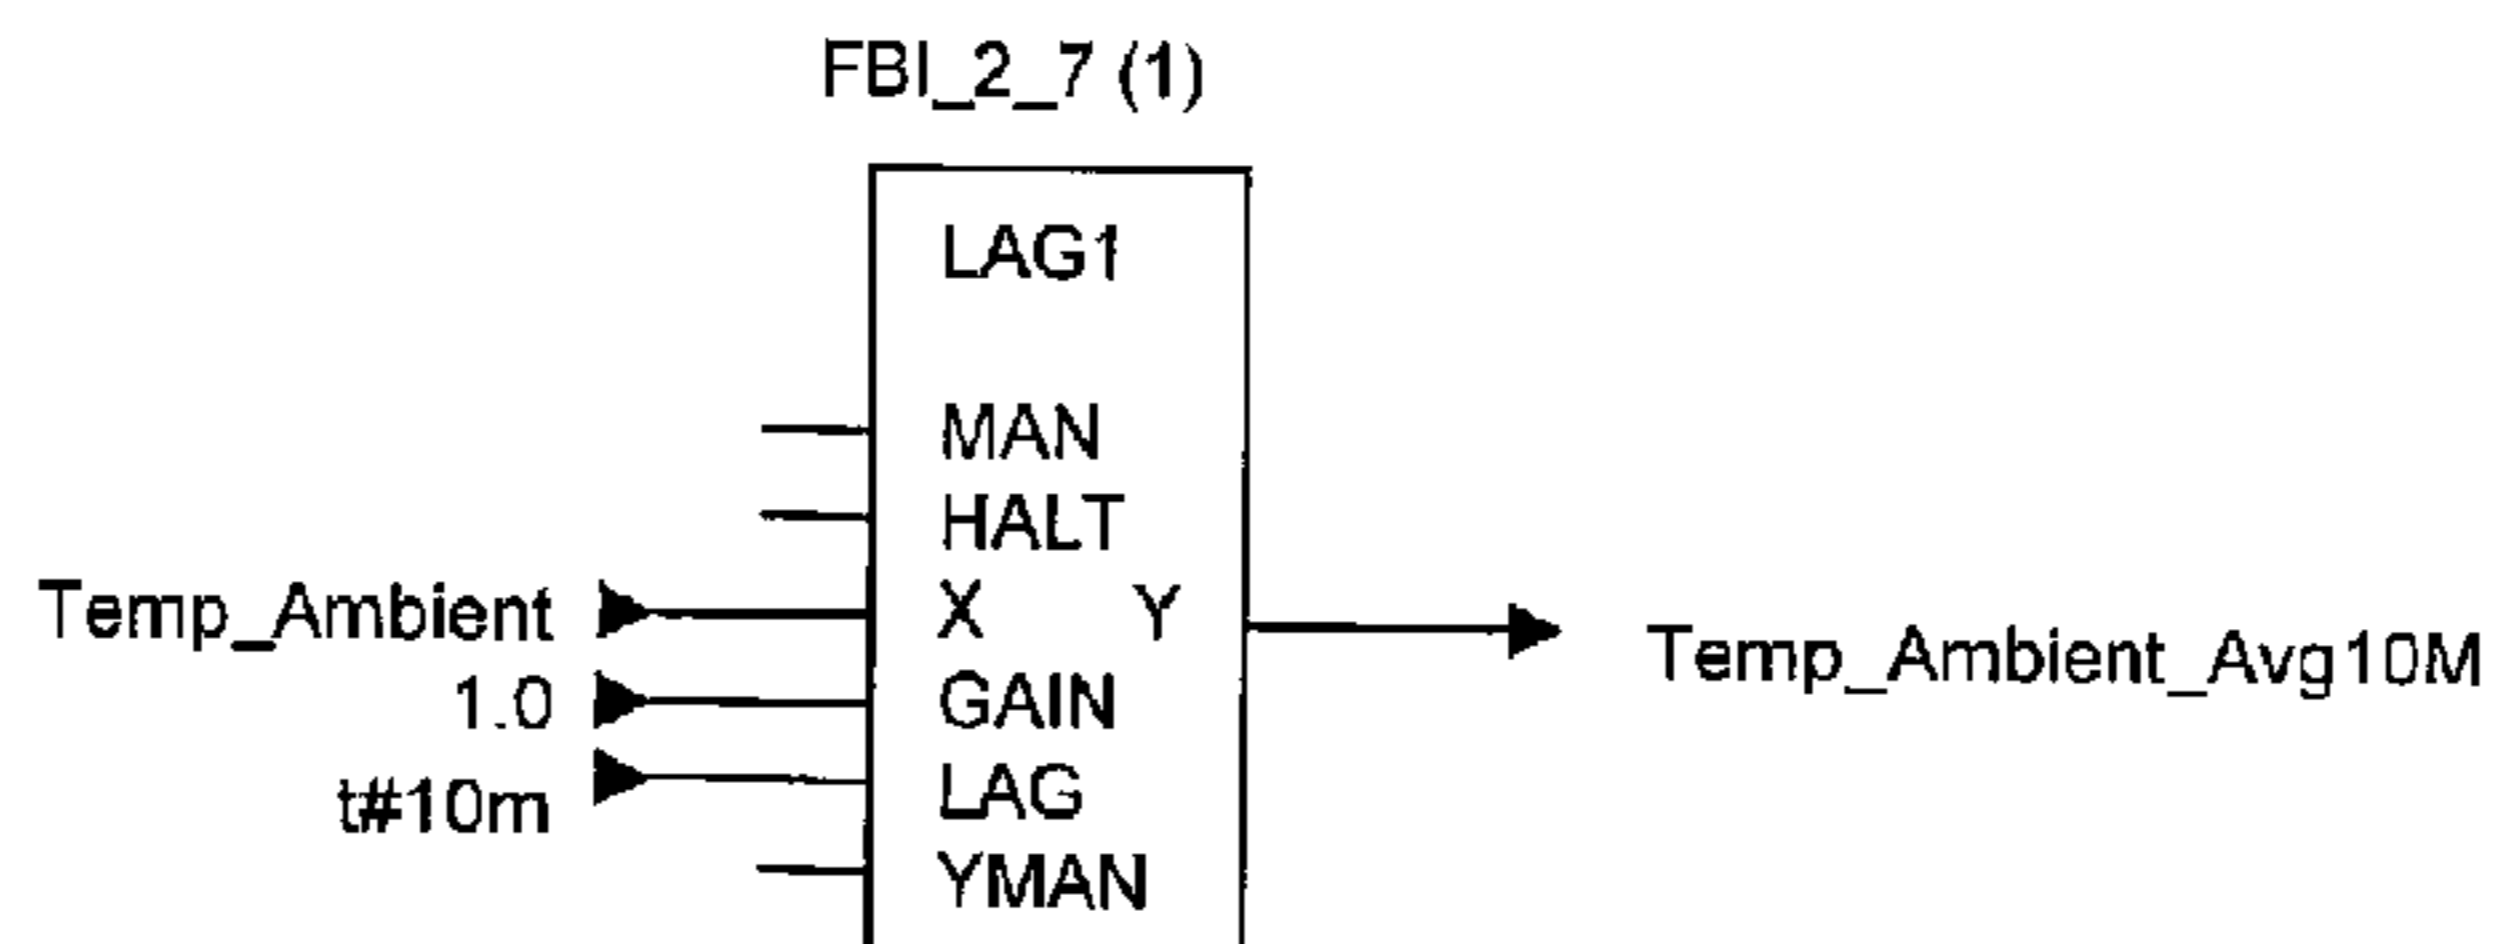 FBI_2_7 (1)
LAG1
MAN
HALT
Temp_Ambient X Y Temp_Ambient_Avg10M
1.0 GAIN
t#10m LAG
YMAN